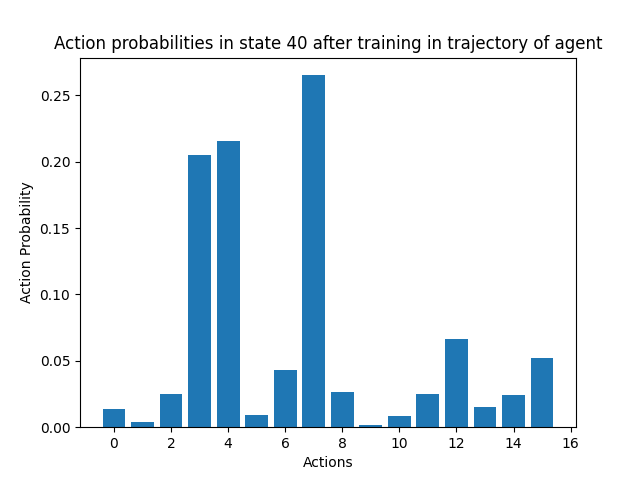 Action probabilities in state 40 after training in trajectory of agent
0.25
0.20
0.15
0.10
0.05
0.00
Action Probability
0 2 4 6 8 10 12 14 16
Actions